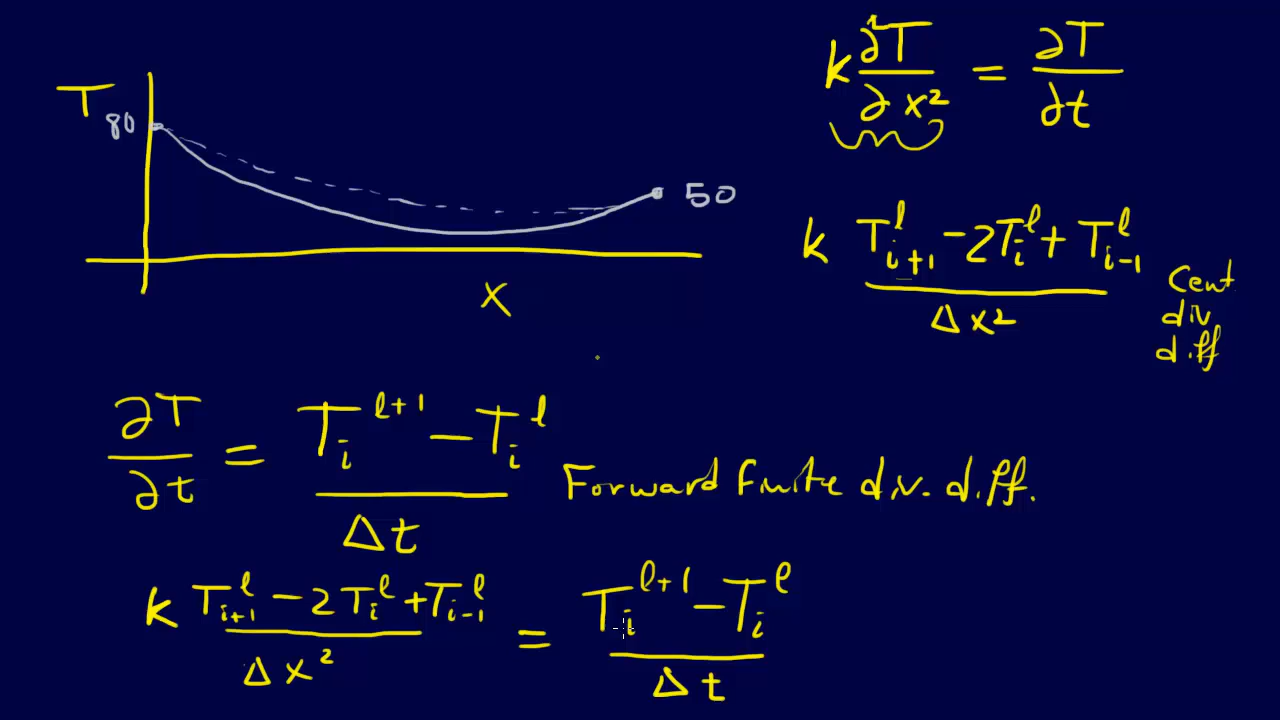 T
80
50
x
k ∂²T/∂x² = ∂T/∂t
k (T_{i+1}^l - 2T_i^l + T_{i-1}^l)/Δx²
Cent
div
diff
∂T/∂t = (T_i^{l+1} - T_i^l)/Δt
Forward finite div. diff.
k (T_{i+1}^l - 2T_i^l + T_{i-1}^l)/Δx² = (T_i^{l+1} - T_i^l)/Δt